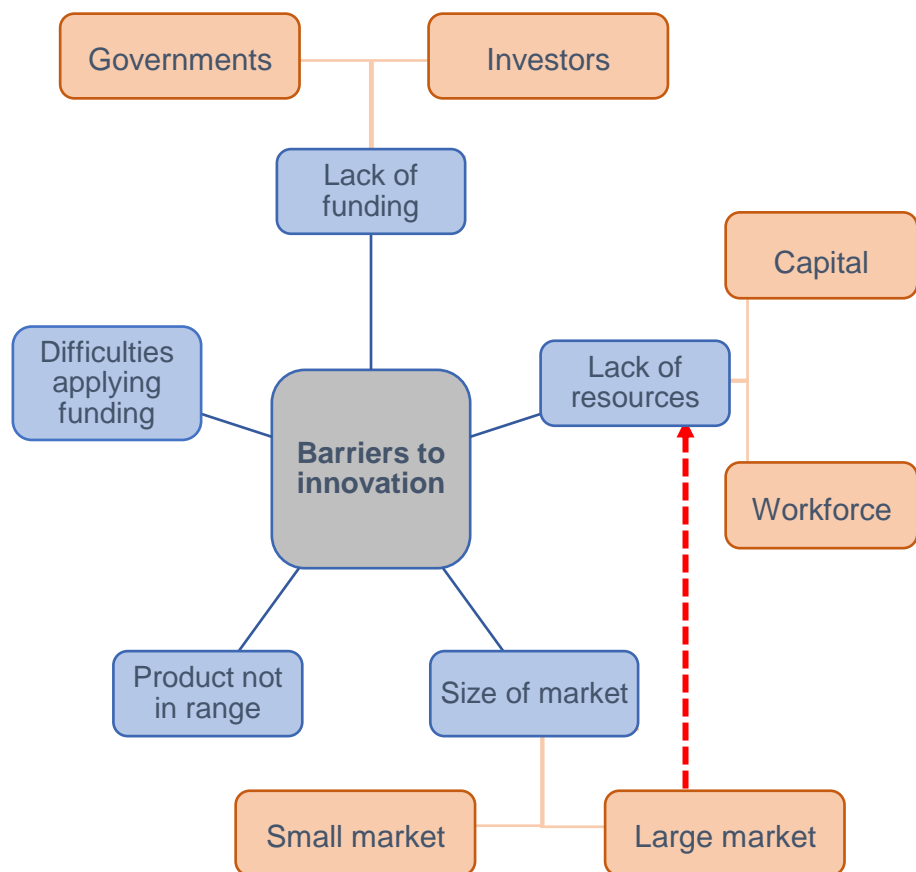 Governments
Investors
Lack of
funding
Capital
Difficulties
applying
funding
Lack of
resources
Barriers to
innovation
Workforce
Product not
in range
Size of market
Small market
Large market